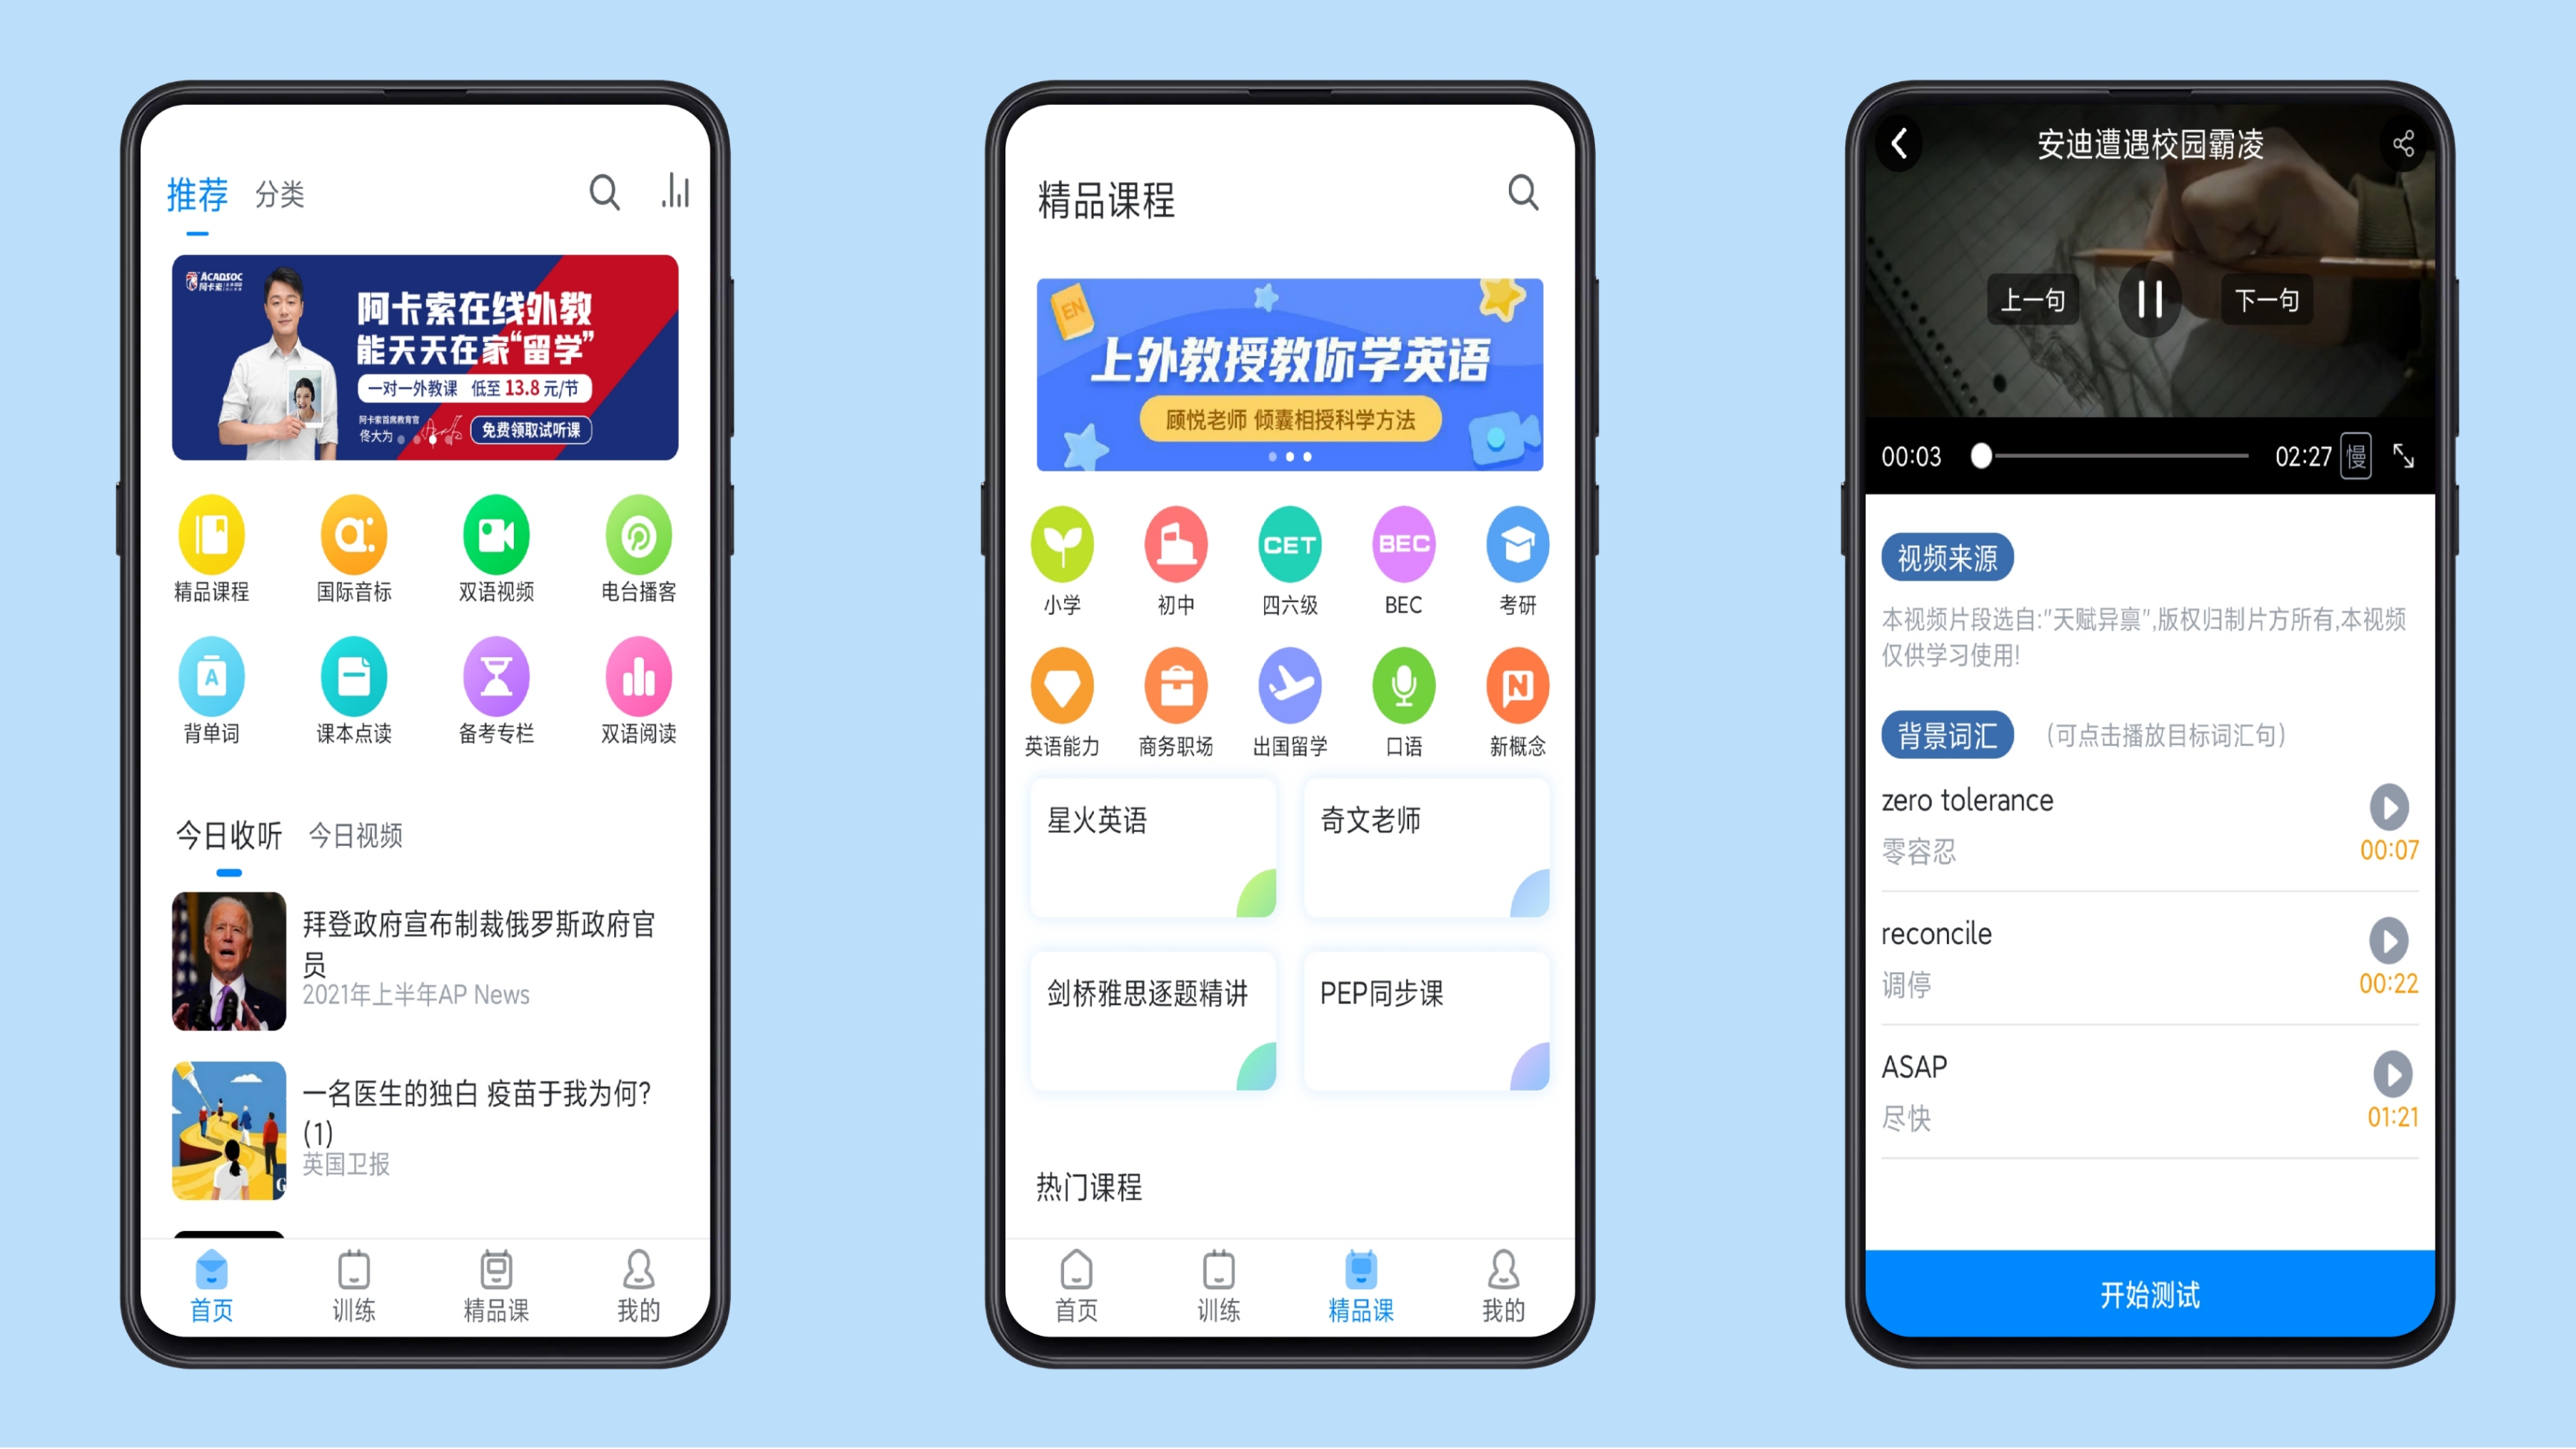 推荐 分类
ACADSOC
阿卡索
阿卡索在线外教
能天天在家“留学”
一对一外教课 低至 13.8 元/节
阿卡索首席教育官
佟大为
免费领取试听课
精品课程 国际音标 双语视频 电台播客
A
背单词 课本点读 备考专栏 双语阅读
今日收听 今日视频
拜登政府宣布制裁俄罗斯政府官
员
2021年上半年AP News
一名医生的独白 疫苗于我为何?
(1)
英国卫报
G
首页 训练 精品课 我的
精品课程
EN
上外教授教你学英语
顾悦老师 倾囊相授科学方法
CET BEC
小学 初中 四六级 BEC 考研
N
英语能力 商务职场 出国留学 口语 新概念
星火英语 奇文老师
剑桥雅思逐题精讲 PEP同步课
热门课程
首页 训练 精品课 我的
安迪遭遇校园霸凌
上一句 下一句
00:03 02:27 慢
视频来源
本视频片段选自:"天赋异禀",版权归制片方所有,本视频
仅供学习使用!
背景词汇 (可点击播放目标词汇句)
zero tolerance
零容忍 00:07
reconcile
调停 00:22
ASAP
尽快 01:21
开始测试